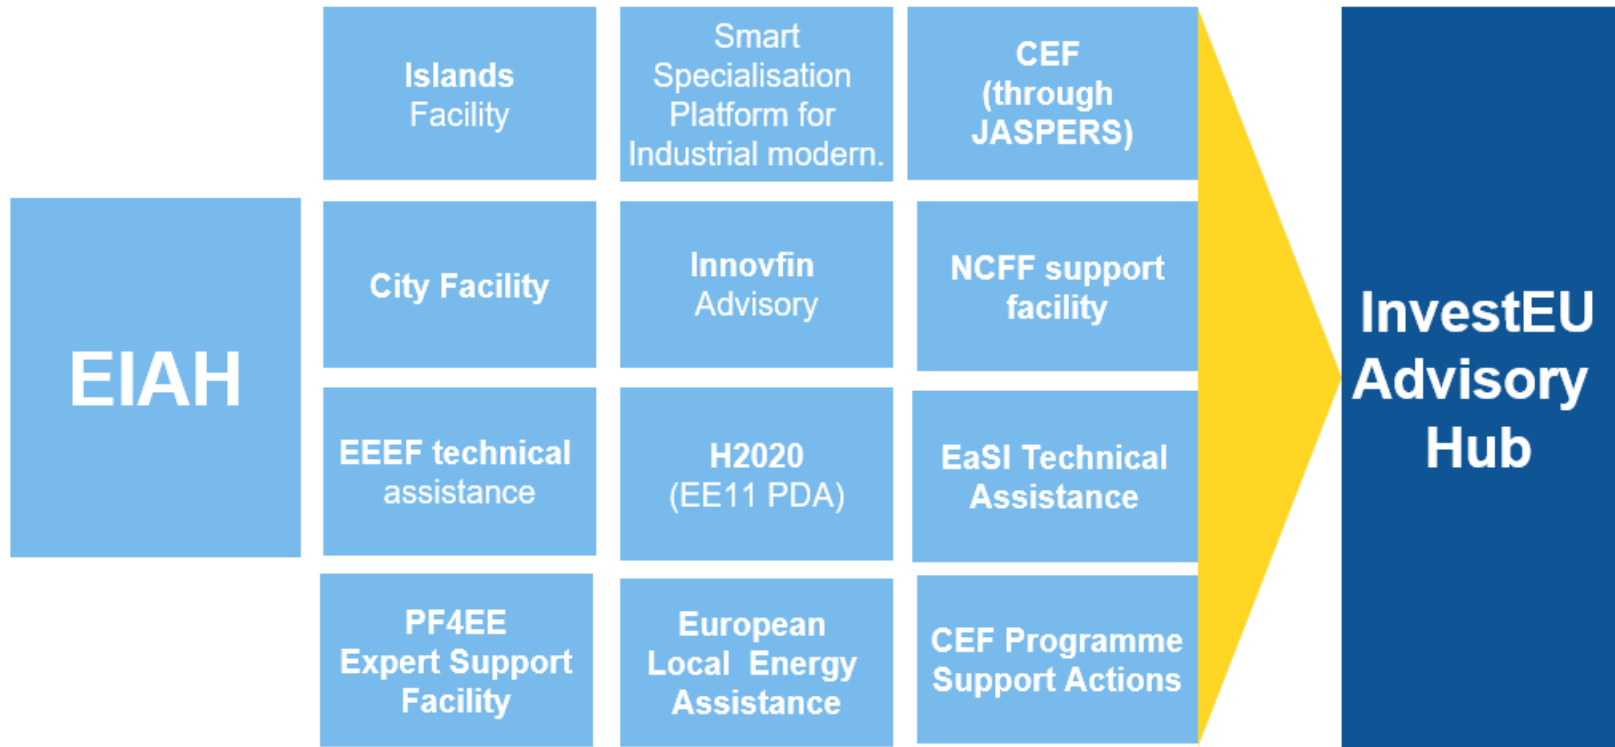 EIAH
Islands
Facility
Smart
Specialisation
Platform for
Industrial modern.
CEF
(through
JASPERS)
City Facility
Innovfin
Advisory
NCFF support
facility
EEEF technical
assistance
H2020
(EE11 PDA)
EaSI Technical
Assistance
PF4EE
Expert Support
Facility
European
Local Energy
Assistance
CEF Programme
Support Actions
InvestEU
Advisory
Hub